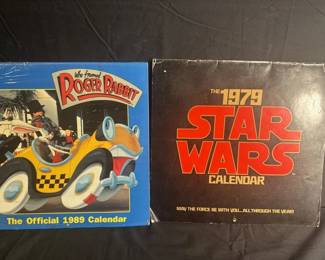 Who Framed
ROGER RABBIT
The Official 1989 Calendar
THE 1979
STAR
WARS
CALENDAR
MAY THE FORCE BE WITH YOU...ALL THROUGH THE YEAR!